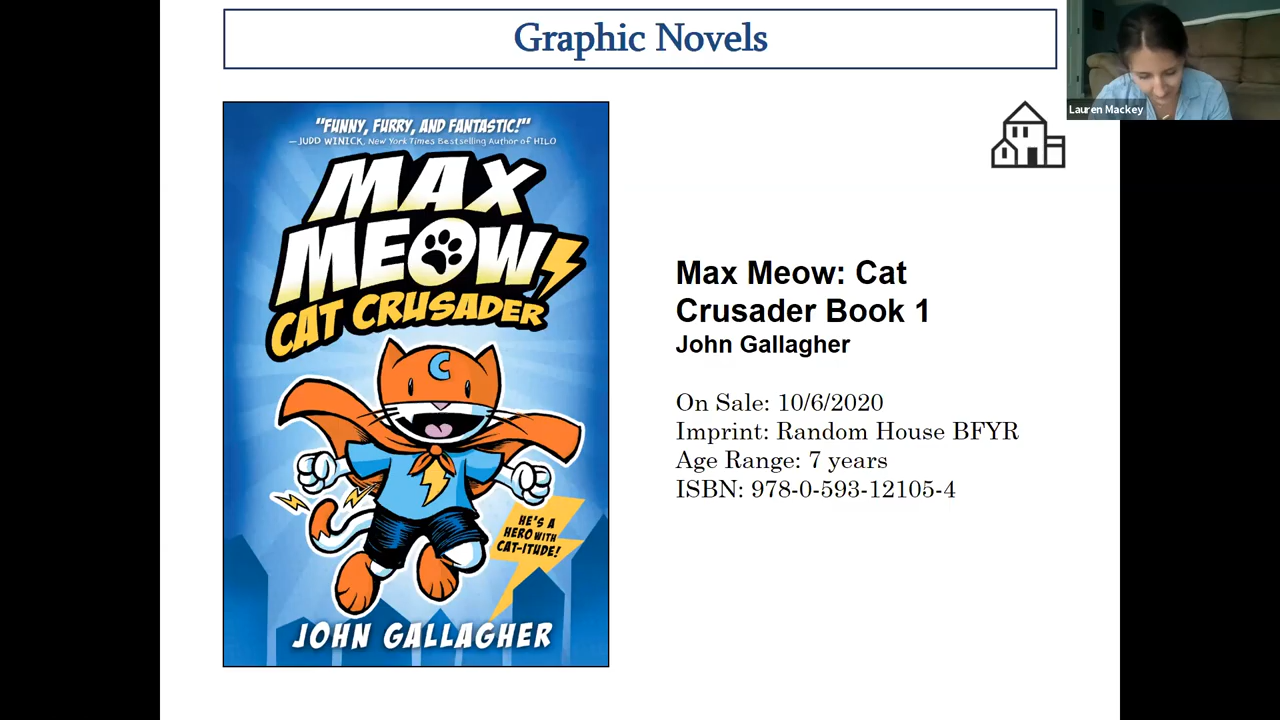 Graphic Novels
Lauren Mackey
"FUNNY, FURRY, AND FANTASTIC!"
—JUDD WINICK, New York Times Bestselling Author of HILO
MAX
MEOW
CAT CRUSADER
C
HE'S A
HERO WITH
CAT-ITUDE!
JOHN GALLAGHER
Max Meow: Cat
Crusader Book 1
John Gallagher
On Sale: 10/6/2020
Imprint: Random House BFYR
Age Range: 7 years
ISBN: 978-0-593-12105-4